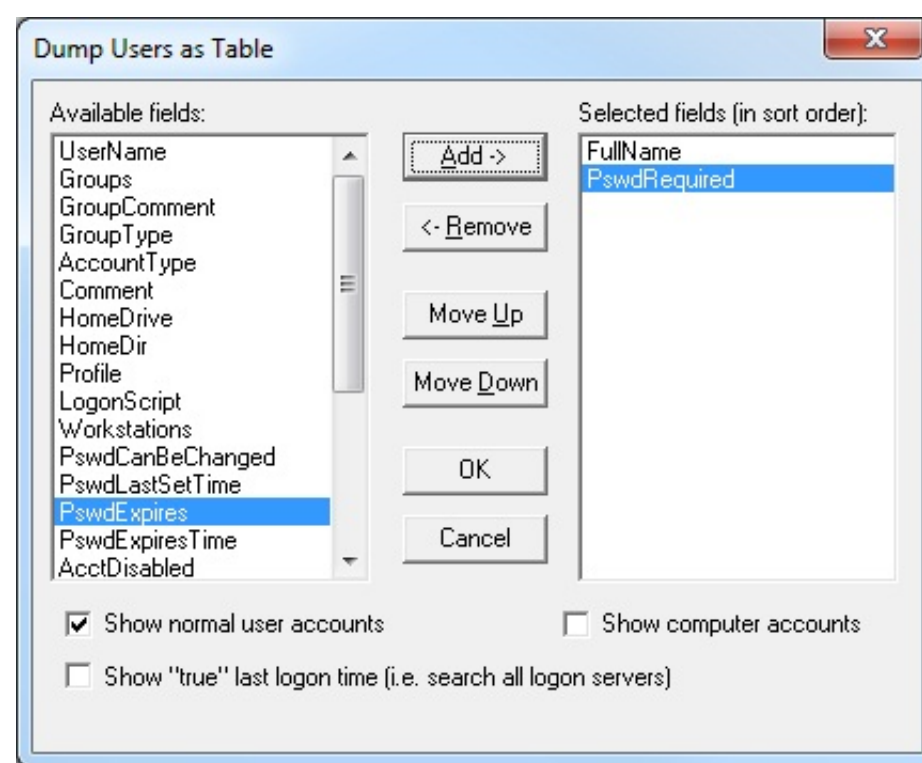 Dump Users as Table
Available fields:
UserName
Groups
GroupComment
GroupType
AccountType
Comment
HomeDrive
HomeDir
Profile
LogonScript
Workstations
PswdCanBeChanged
PswdLastSetTime
PswdExpires
PswdExpiresTime
AcctDisabled
Add ->
<- Remove
Move Up
Move Down
OK
Cancel
Selected fields (in sort order):
FullName
PswdRequired
Show normal user accounts
Show computer accounts
Show "true" last logon time (i.e. search all logon servers)